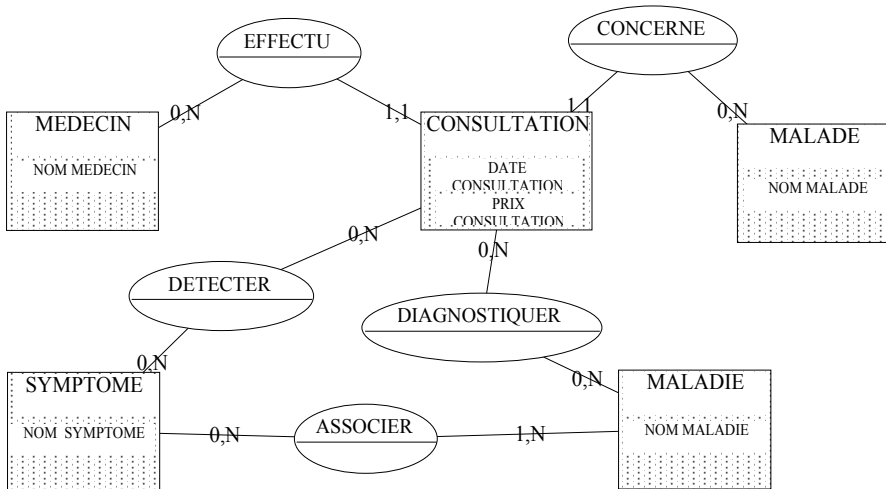 EFFECTU
CONCERNE
0,N
1,1
1,1
0,N
MEDECIN
NOM MEDECIN
CONSULTATION
DATE
CONSULTATION
PRIX
CONSULTATION
MALADE
NOM MALADE
0,N
0,N
DETECTER
DIAGNOSTIQUER
0,N
0,N
SYMPTOME
NOM SYMPTOME
0,N
ASSOCIER
1,N
MALADIE
NOM MALADIE